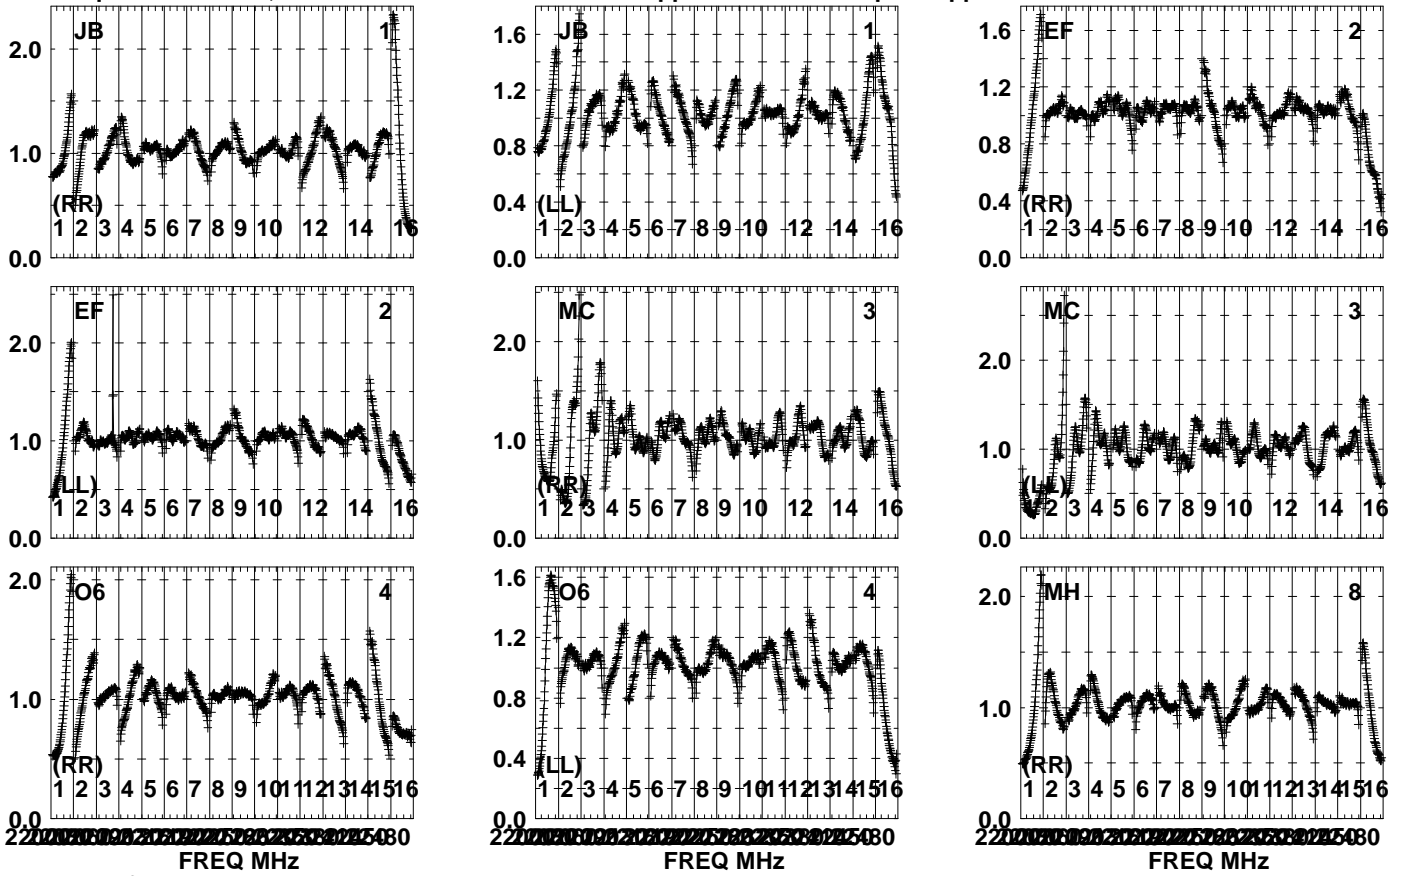 JB 1
2.0
1.0
(RR)
1 2 3 4 5 6 7 8 9 10 12 14 16
0.0
JB 1
1.6
1.2
0.8
0.4
(LL)
1 2 3 4 5 6 7 8 9 10 12 14 16
0.0
EF 2
1.6
1.2
0.8
0.4
(RR)
1 2 3 4 5 6 7 8 9 10 12 14 16
0.0
EF 2
2.0
1.0
(LL)
1 2 3 4 5 6 7 8 9 10 12 14 16
0.0
MC 3
2.0
1.0
(RR)
1 2 3 4 5 6 7 8 9 10 12 14 16
0.0
MC 3
2.0
1.0
(LL)
1 2 3 4 5 6 7 8 9 10 12 14 16
0.0
O6 4
2.0
1.0
(RR)
1 2 3 4 5 6 7 8 9 10 11 12 13 14 15 16
0.0
FREQ MHz
O6 4
1.6
1.2
0.8
0.4
(LL)
1 2 3 4 5 6 7 8 9 10 11 12 13 14 15 16
0.0
FREQ MHz
MH 8
2.0
1.0
(RR)
1 2 3 4 5 6 7 8 9 10 11 12 13 14 15 16
0.0
FREQ MHz